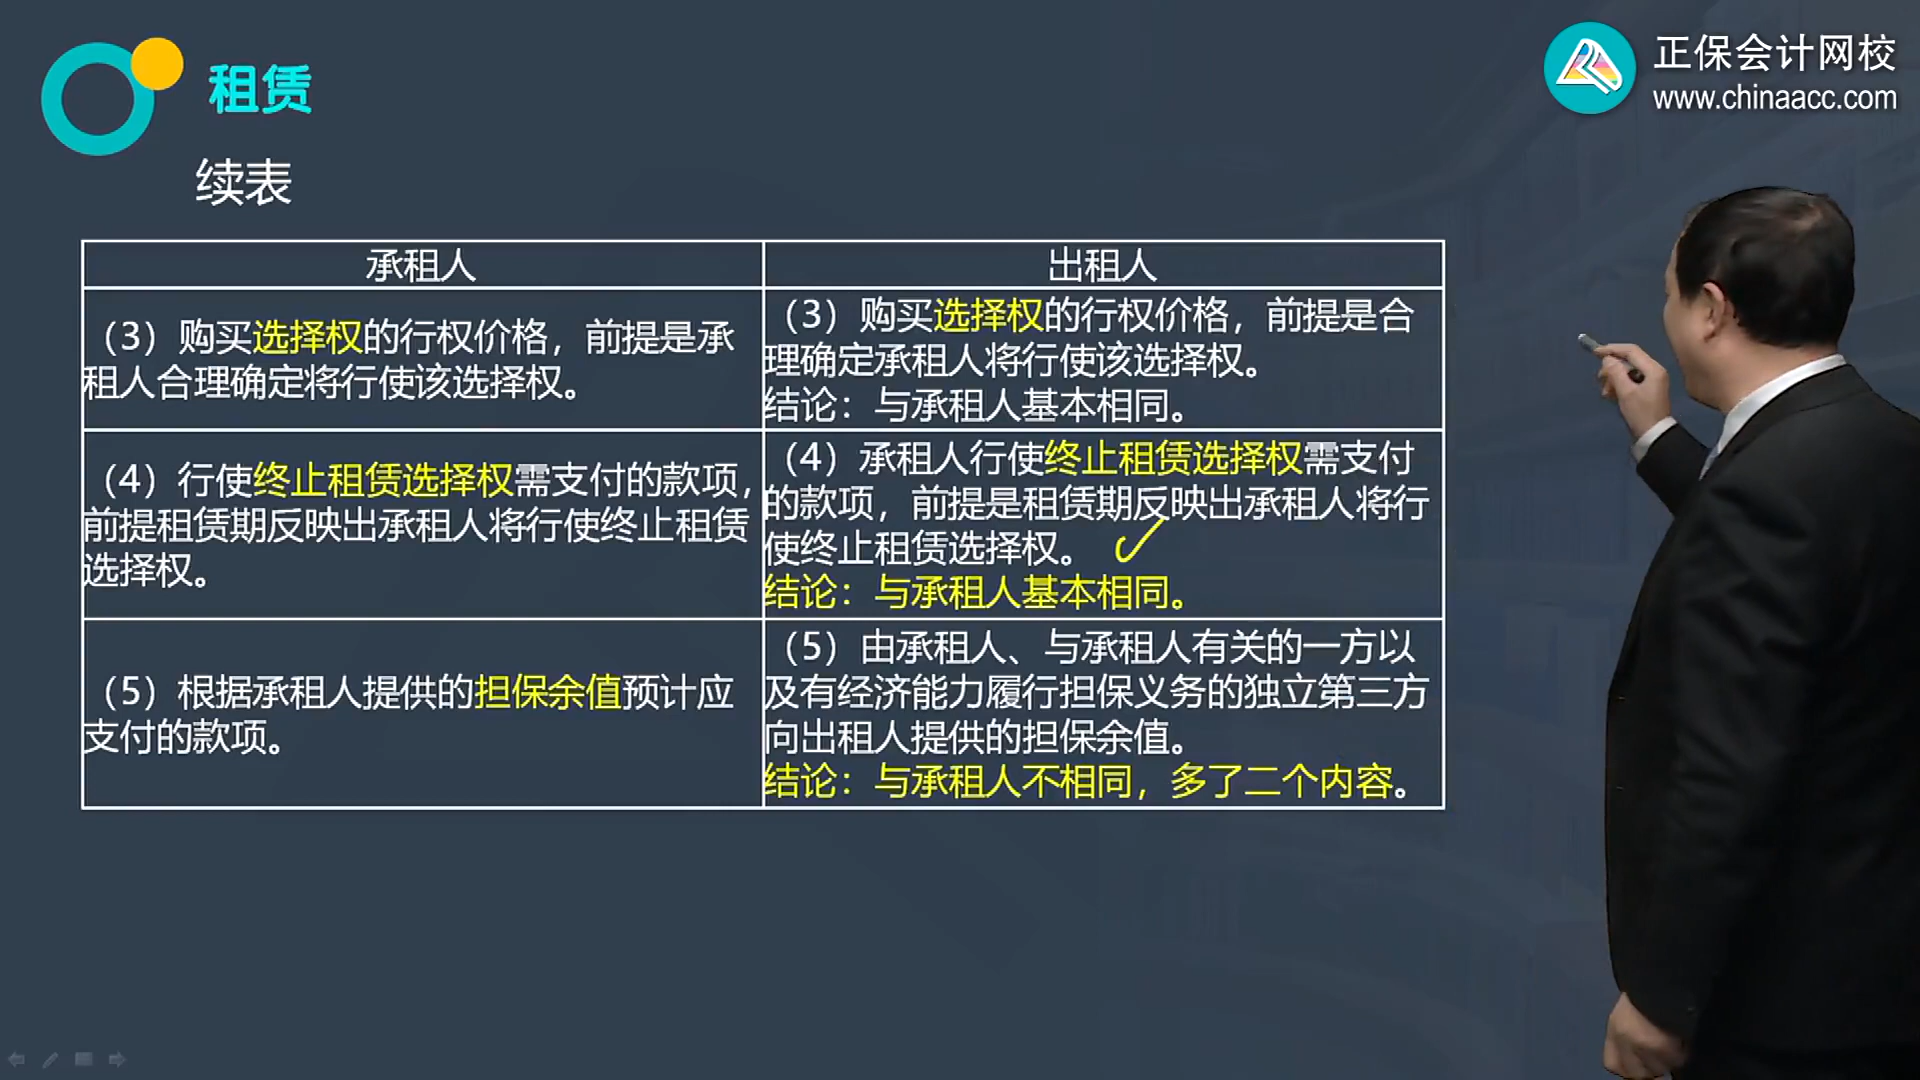 租赁
正保会计网校
www.chinaacc.com
续表
承租人
出租人
（3）购买选择权的行权价格，前提是承
租人合理确定将行使该选择权。
（3）购买选择权的行权价格，前提是合
理确定承租人将行使该选择权。
结论：与承租人基本相同。
（4）行使终止租赁选择权需支付的款项，
前提租赁期反映出承租人将行使终止租赁
选择权。
（4）承租人行使终止租赁选择权需支付
的款项，前提是租赁期反映出承租人将行
使终止租赁选择权。
结论：与承租人基本相同。
（5）根据承租人提供的担保余值预计应
支付的款项。
（5）由承租人、与承租人有关的一方以
及有经济能力履行担保义务的独立第三方
向出租人提供的担保余值。
结论：与承租人不相同，多了二个内容。